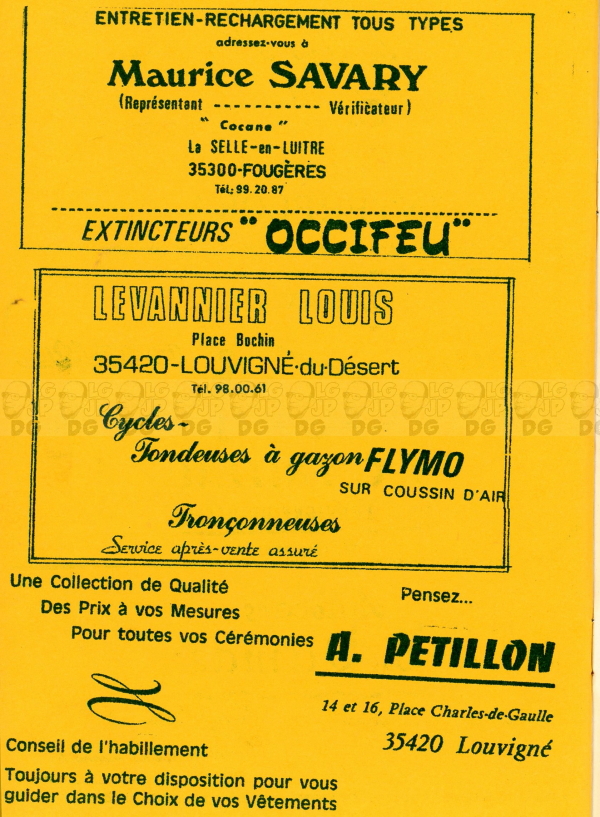 ENTRETIEN-RECHARGEMENT TOUS TYPES
adressez-vous à
Maurice SAVARY
(Représentant ----------- Vérificateur)
" Cocane "
La SELLE-en-LUITRE
35300-FOUGÈRES
Tél: 99.20.87
EXTINCTEURS "OCCIFEU"
LEVANNIER LOUIS
Place Bochin
35420-LOUVIGNÉ-du-Désert
Tél. 98.00.61
Cycles-
Tondeuses à gazon FLYMO
SUR COUSSIN D'AIR
Tronçonneuses
Service après-vente assuré
Une Collection de Qualité
Des Prix à vos Mesures
Pour toutes vos Cérémonies
Pensez...
A. PETILLON
14 et 16, Place Charles-de-Gaulle
35420 Louvigné
Conseil de l'habillement
Toujours à votre disposition pour vous
guider dans le Choix de vos Vêtements